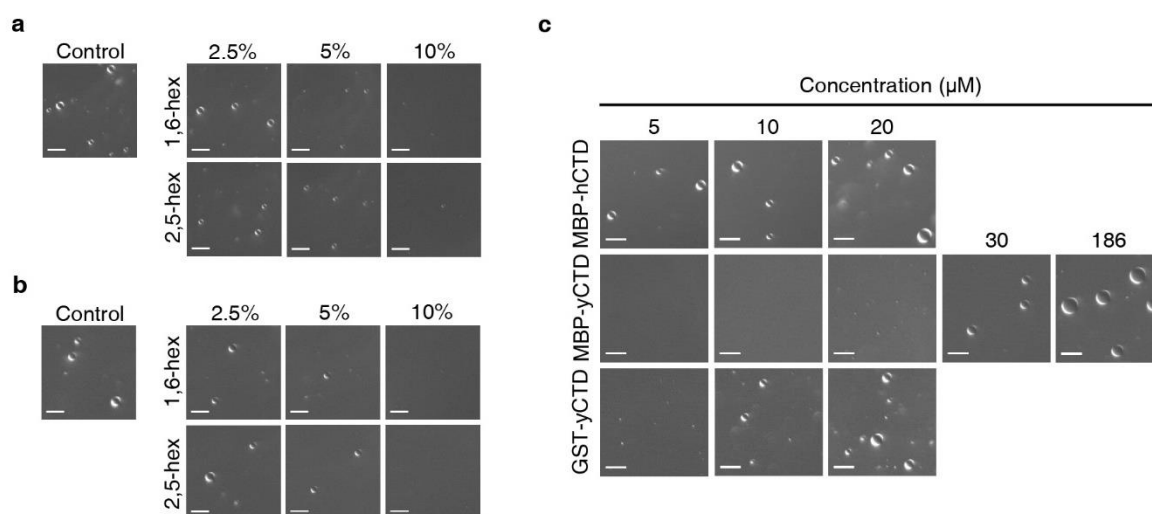 a
Control
2.5% 5% 10%
1,6-hex
2,5-hex
b
Control
2.5% 5% 10%
1,6-hex
2,5-hex
c
Concentration (µM)
5 10 20
MBP-hCTD
30 186
MBP-yCTD
GST-yCTD